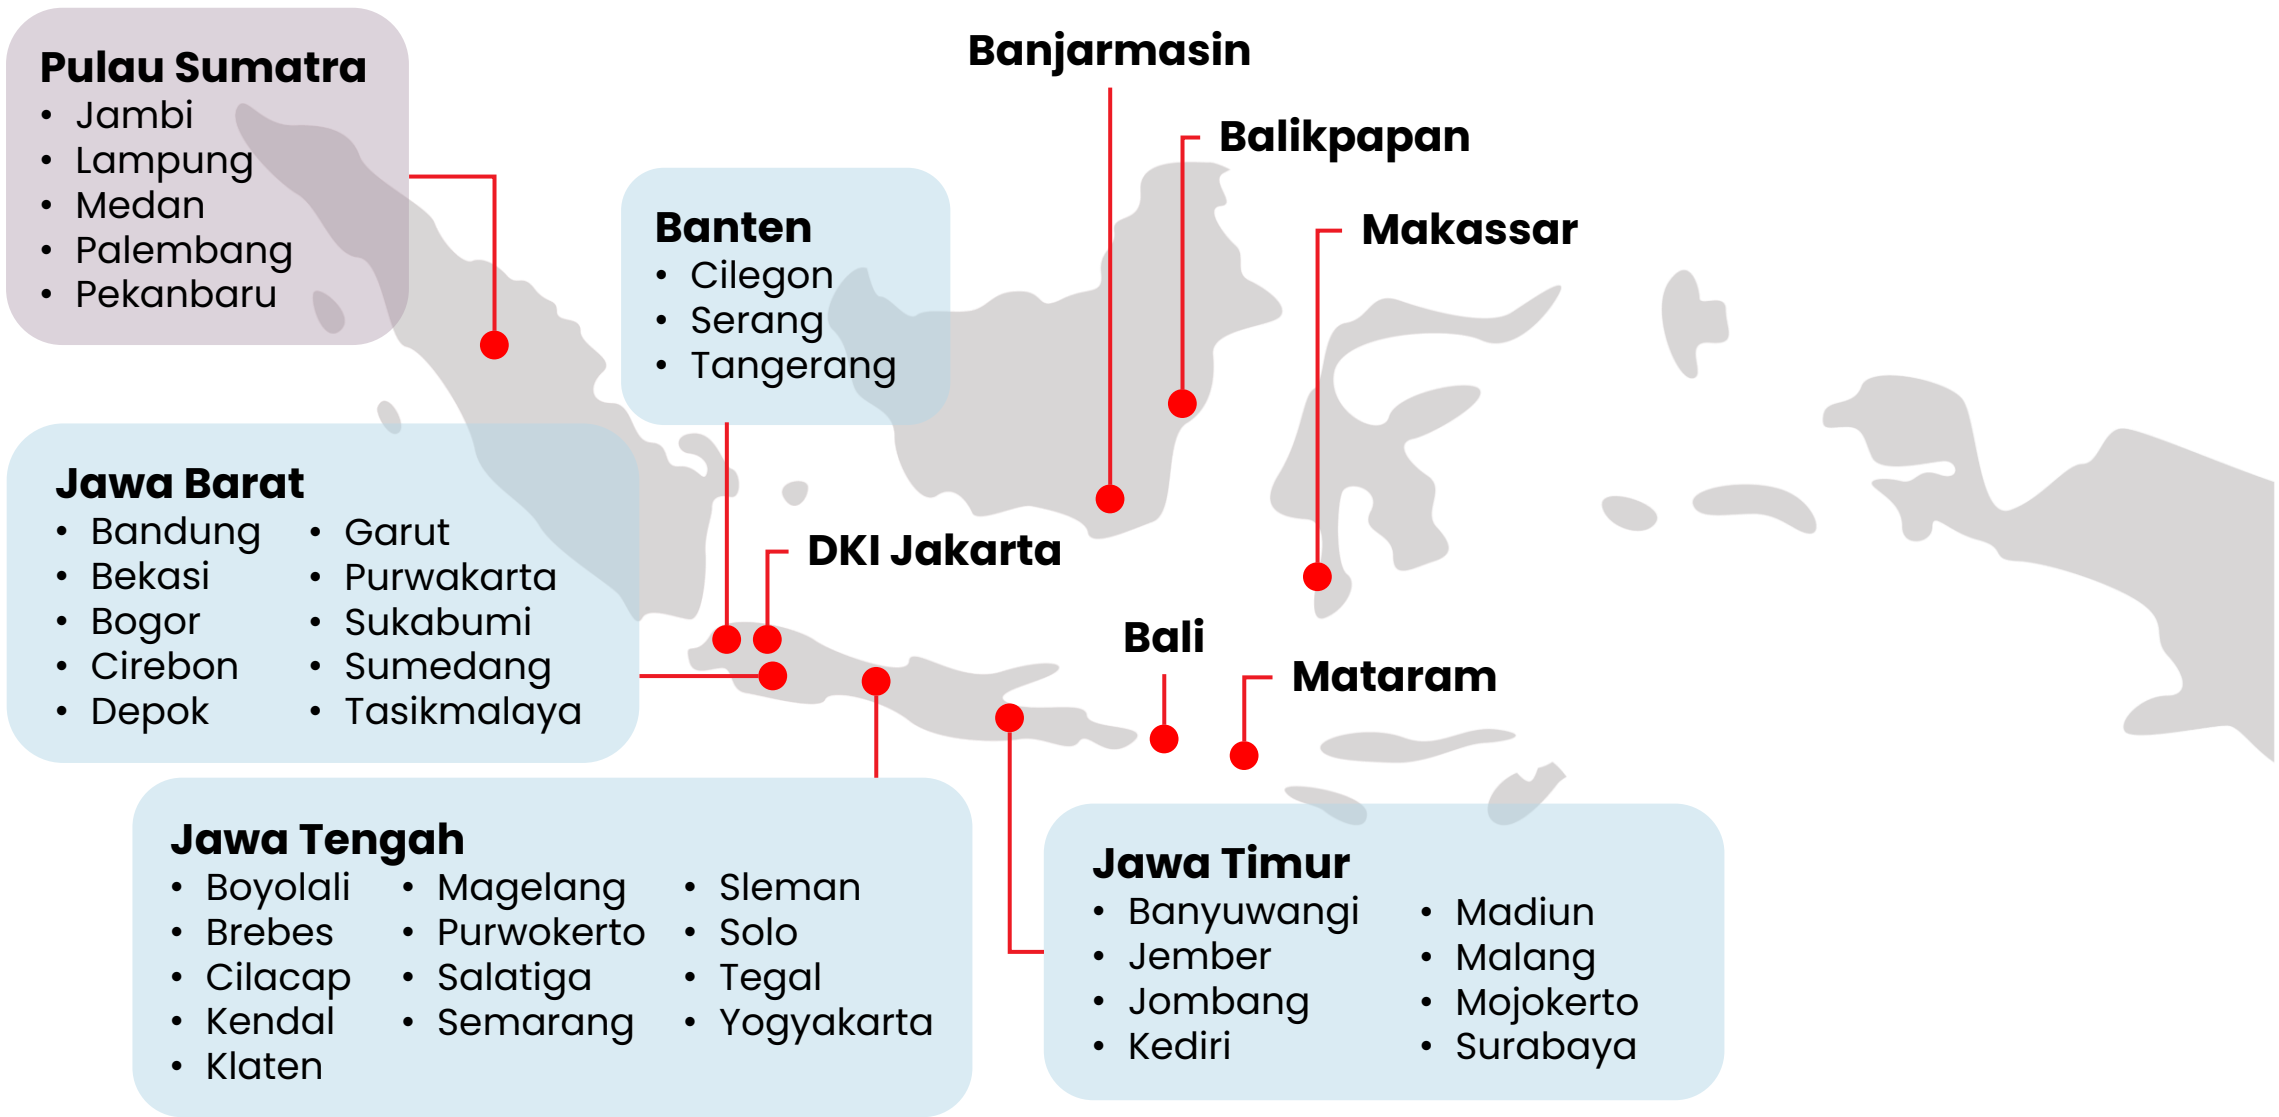 Pulau Sumatra
• Jambi
• Lampung
• Medan
• Palembang
• Pekanbaru
Banjarmasin
Balikpapan
Makassar
Banten
• Cilegon
• Serang
• Tangerang
Jawa Barat
• Bandung
• Bekasi
• Bogor
• Cirebon
• Depok
• Garut
• Purwakarta
• Sukabumi
• Sumedang
• Tasikmalaya
DKI Jakarta
Bali
Mataram
Jawa Tengah
• Boyolali
• Brebes
• Cilacap
• Kendal
• Klaten
• Magelang
• Purwokerto
• Salatiga
• Semarang
• Sleman
• Solo
• Tegal
• Yogyakarta
Jawa Timur
• Banyuwangi
• Jember
• Jombang
• Kediri
• Madiun
• Malang
• Mojokerto
• Surabaya